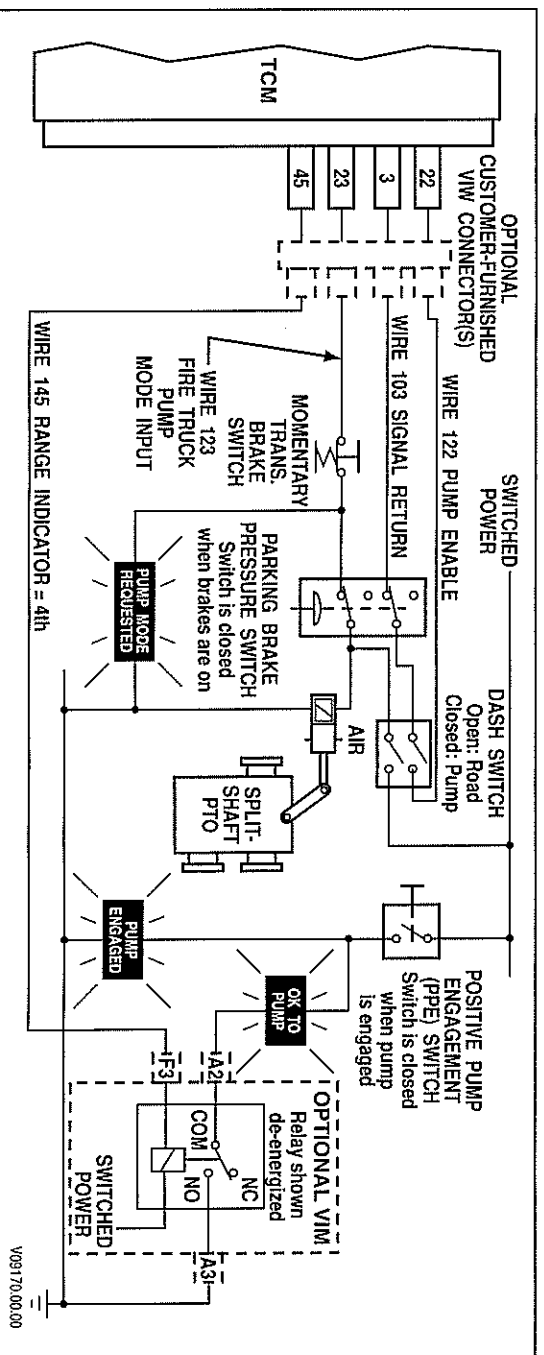 TCM
45
23
3
22
OPTIONAL
CUSTOMER-FURNISHED
VIW CONNECTOR(S)
SWITCHED
POWER
WIRE 122 PUMP ENABLE
WIRE 103 SIGNAL RETURN
MOMENTARY
TRANS.
BRAKE
SWITCH
WIRE 123
FIRE TRUCK
PUMP
MODE INPUT
WIRE 145 RANGE INDICATOR = 4th
DASH SWITCH
Open: Road
Closed: Pump
PARKING BRAKE
PRESSURE SWITCH
Switch is closed
when brakes are on
PUMP MODE
REQUESTED
AIR
SPLIT-
SHAFT
PTO
POSITIVE PUMP
ENGAGEMENT
(PPE) SWITCH
Switch is closed
when pump
is engaged
PUMP
ENGAGED
OK TO
PUMP
F3
A2
OPTIONAL VIM
Relay shown
de-energized
COM
NC
NO
SWITCHED
POWER
A3
V09170.00.00